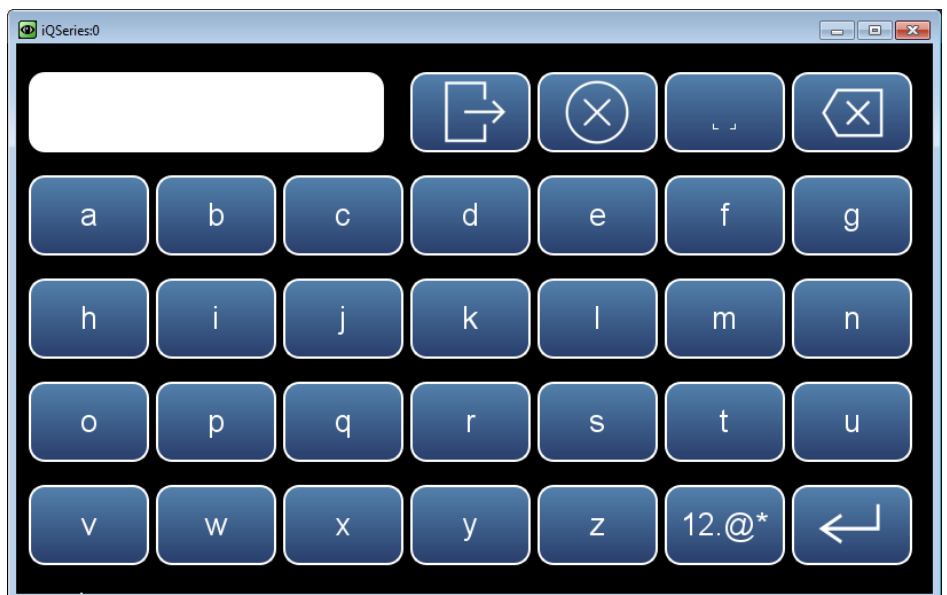 iQSeries:0
a b c d e f g
h i j k l m n
o p q r s t u
v w x y z 12.@*